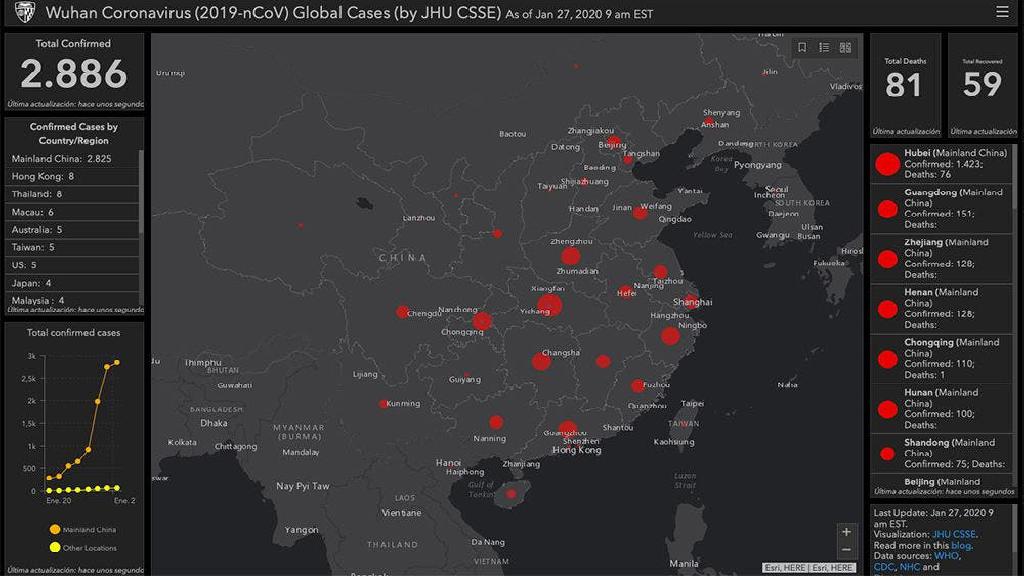 Wuhan Coronavirus (2019-nCoV) Global Cases (by JHU CSSE) As of Jan 27, 2020 9 am EST
Total Confirmed
2.886
Última actualización: hace unos segundo
Confirmed Cases by
Country/Region
Mainland China: 2.825
Hong Kong: 8
Thailand: 8
Macau: 6
Australia: 5
Taiwan: 5
US: 5
Japan: 4
Malaysia: 4
Última actualización: hace unos segundo
Total confirmed cases
3k
2,5k
2k
1,5k
1k
500
0
Ene. 20
Ene. 2
Mainland China
Other Locations
Última actualización: hace unos segundo
Urumqi
Jilin
Vladivos
Shenyang
Anshan
Zhangjiakou
Baotou
Datong
Beijing
Tangshan
Dandong
Korea
Bay
Pyongyang
Baoding
Shijiazhuang
Taiyuan
Yantai
Seoul
Incheon
SOUTH KOREA
Handan
Jinan
Weifang
Qingdao
Daejeon
Lanzhou
Ulsan
Busan
Gwangju
Yellow Sea
Zhengzhou
CHINA
Hirosh
Fukuoka
Zhumadian
Taizhou
Nanjing
Hefei
Xiangfan
Shanghai
Yichang
Chengdu
Nanchong
Chongqing
Hangzhou
Ningbo
Changsha
Lijiang
Guiyang
Thimphu
BHUTAN
Guwahati
Naha
Fuzhou
Kunming
Quanzhou
Taipei
BANGLADESH
Dhaka
TAIWAN
MYANMAR
(BURMA)
Nanning
Guangzhou
Shantou
Kaohsiung
Kolkata
Chittagong
Mandalay
Shenzhen
Hong Kong
Hanoi
Haiphong
Zhanjiang
Nay Pyi Taw
Gulf of
Tonkin
Luzon
Strait
LAOS
Vientiane
Yangon
Da Nang
THAILAND
VIETNAM
Manila
Esri, HERE | Esri, HERE
Total Deaths
81
Última actualización
Total Recovered
59
Última actualización
Hubei (Mainland China)
Confirmed: 1.423;
Deaths: 76
Guangdong (Mainland
China)
Confirmed: 151;
Deaths:
Zhejiang (Mainland
China)
Confirmed: 128;
Deaths:
Henan (Mainland
China)
Confirmed: 128;
Deaths:
Chongqing (Mainland
China)
Confirmed: 110;
Deaths: 1
Hunan (Mainland
China)
Confirmed: 100;
Deaths:
Shandong (Mainland
China)
Confirmed: 75; Deaths:
Beijing (Mainland
Última actualización: hace unos segundos
Last Update: Jan 27, 2020 9
am EST.
Visualization: JHU CSSE.
Read more in this blog.
Data sources: WHO,
CDC, NHC and